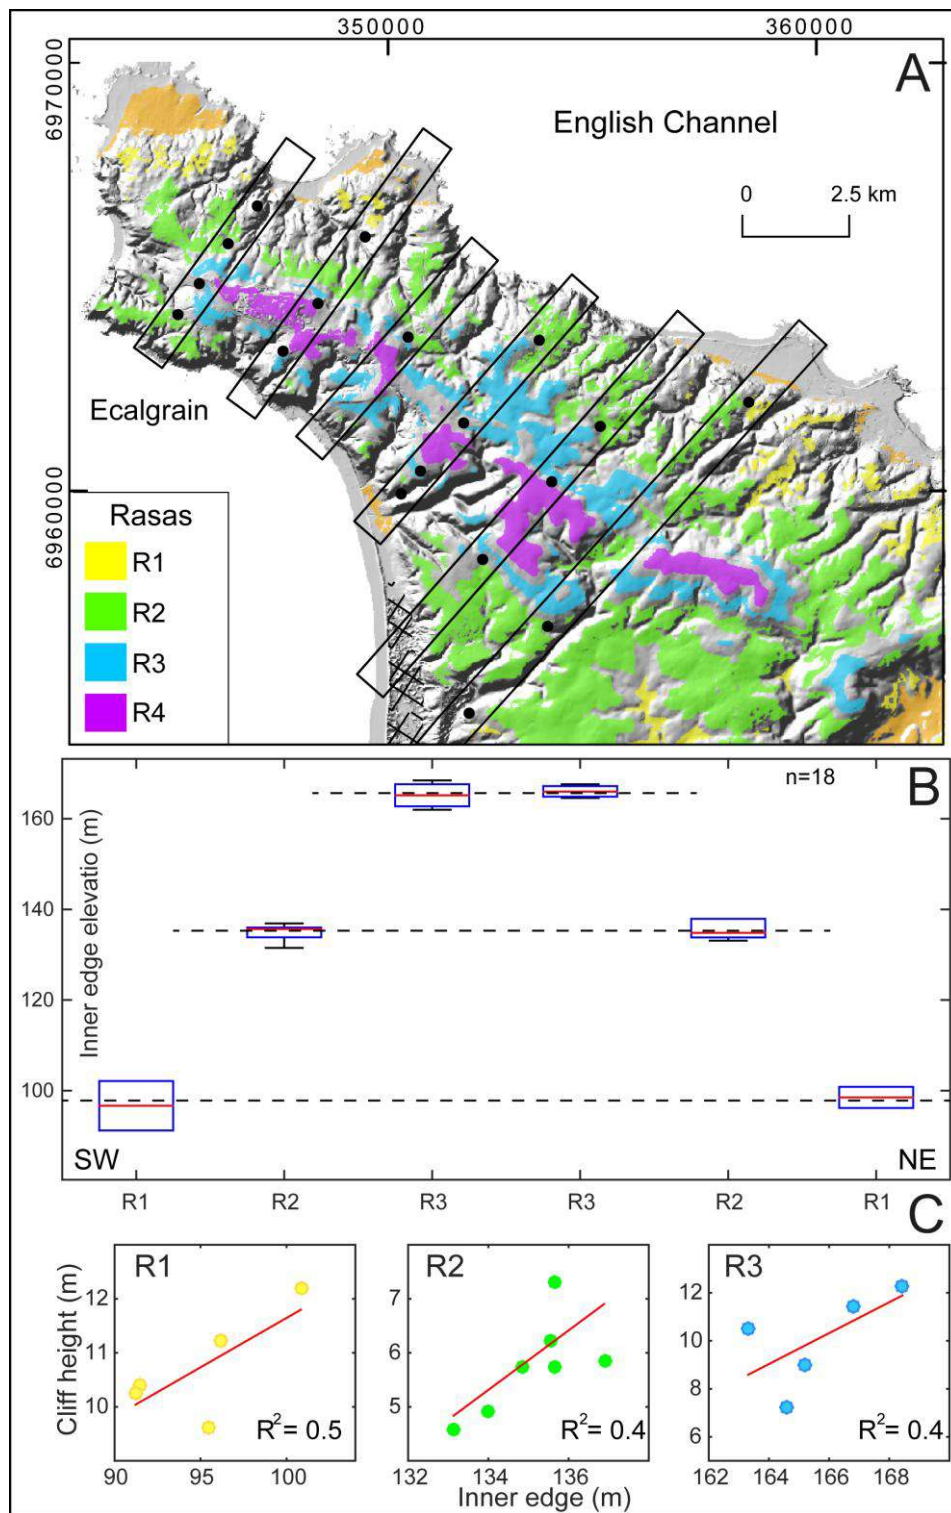 350000 360000
A
6970000
English Channel
0 2.5 km
Ecalgrain
6960000
Rasas
R1
R2
R3
R4
B
n=18
Inner edge elevatio (m)
160
140
120
100
SW NE
R1 R2 R3 R3 R2 R1
C
Cliff height (m)
R1
12
11
10
R2= 0.5
90 95 100
R2
7
6
5
R2= 0.4
132 134 136
R3
12
10
8
6
R2= 0.4
162 164 166 168
Inner edge (m)